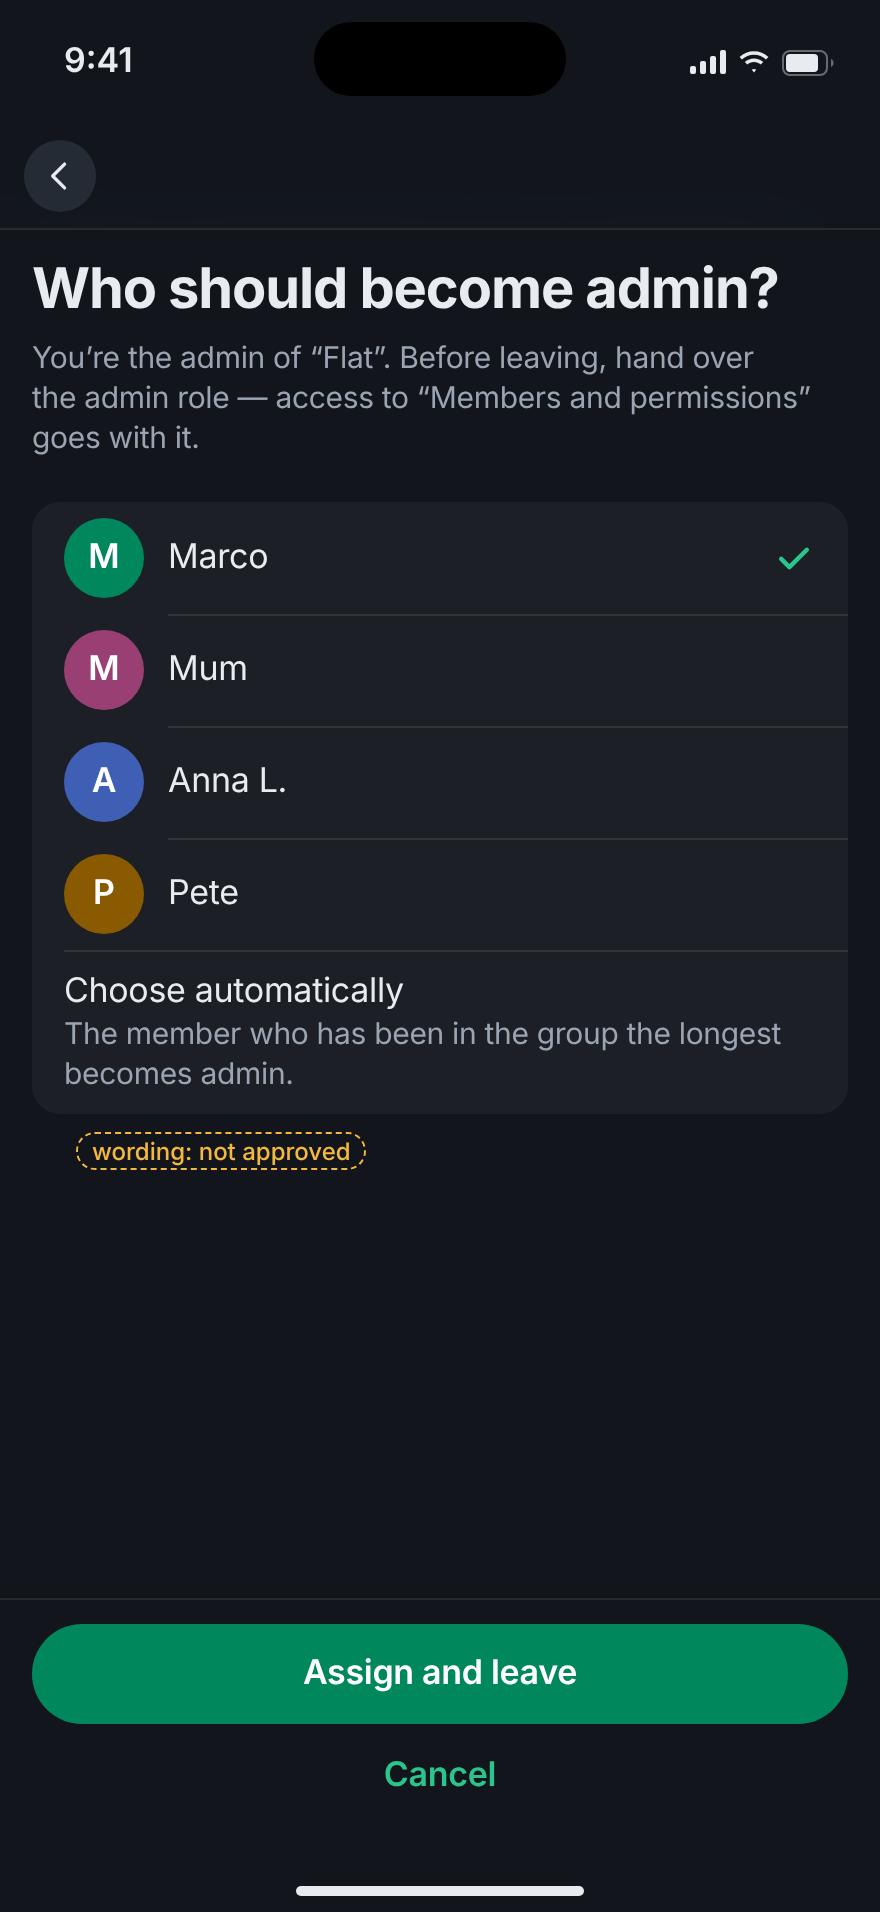 9:41
Who should become admin?
You’re the admin of “Flat”. Before leaving, hand over
the admin role — access to “Members and permissions”
goes with it.
M Marco
M Mum
A Anna L.
P Pete
Choose automatically
The member who has been in the group the longest
becomes admin.
wording: not approved
Assign and leave
Cancel